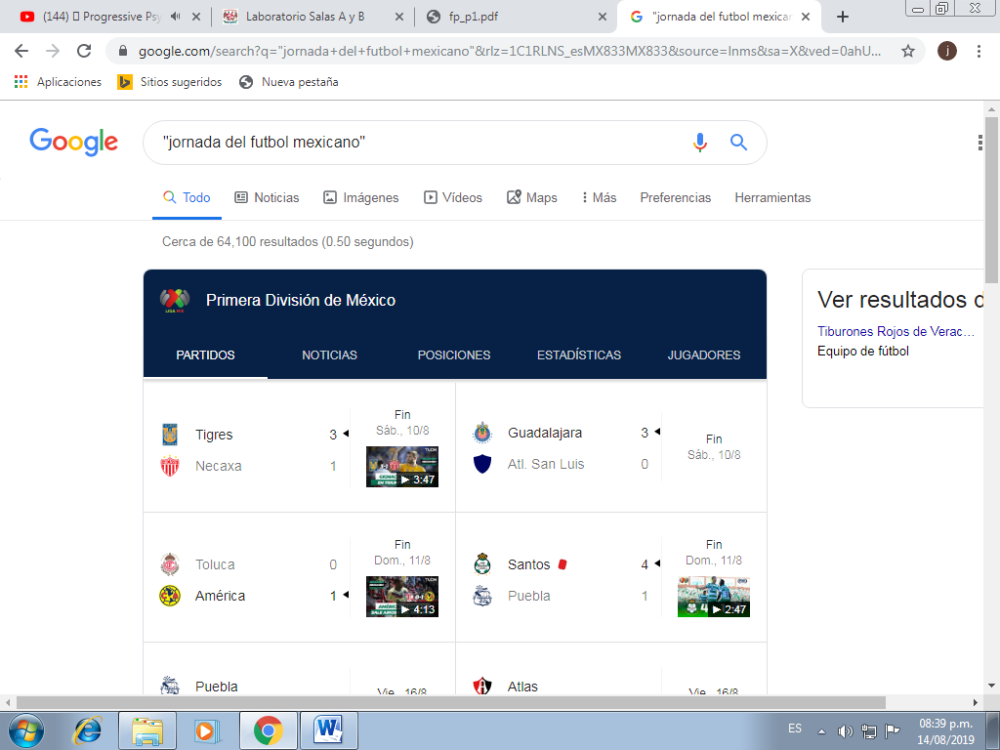 (144) Progressive Psy
Laboratorio Salas A y B
fp_p1.pdf
"jornada del futbol mexican
google.com/search?q="jornada+del+futbol+mexicano"&rlz=1C1RLNS_esMX833MX833&source=lnms&sa=X&ved=0ahU...
j
Aplicaciones
Sitios sugeridos
Nueva pestaña
Google
"jornada del futbol mexicano"
Todo Noticias Imágenes Vídeos Maps Más Preferencias Herramientas
Cerca de 64,100 resultados (0.50 segundos)
Primera División de México
PARTIDOS NOTICIAS POSICIONES ESTADÍSTICAS JUGADORES
Tigres 3
Necaxa 1
Fin
Sáb., 10/8
3:47
Guadalajara 3
Atl. San Luis 0
Fin
Sáb., 10/8
Toluca 0
América 1
Fin
Dom., 11/8
4:13
Santos 4
Puebla 1
Fin
Dom., 11/8
2:47
Puebla
Vie., 16/8
Atlas
Vie., 16/8
Ver resultados d
Tiburones Rojos de Verac...
Equipo de fútbol
ES
08:39 p.m.
14/08/2019